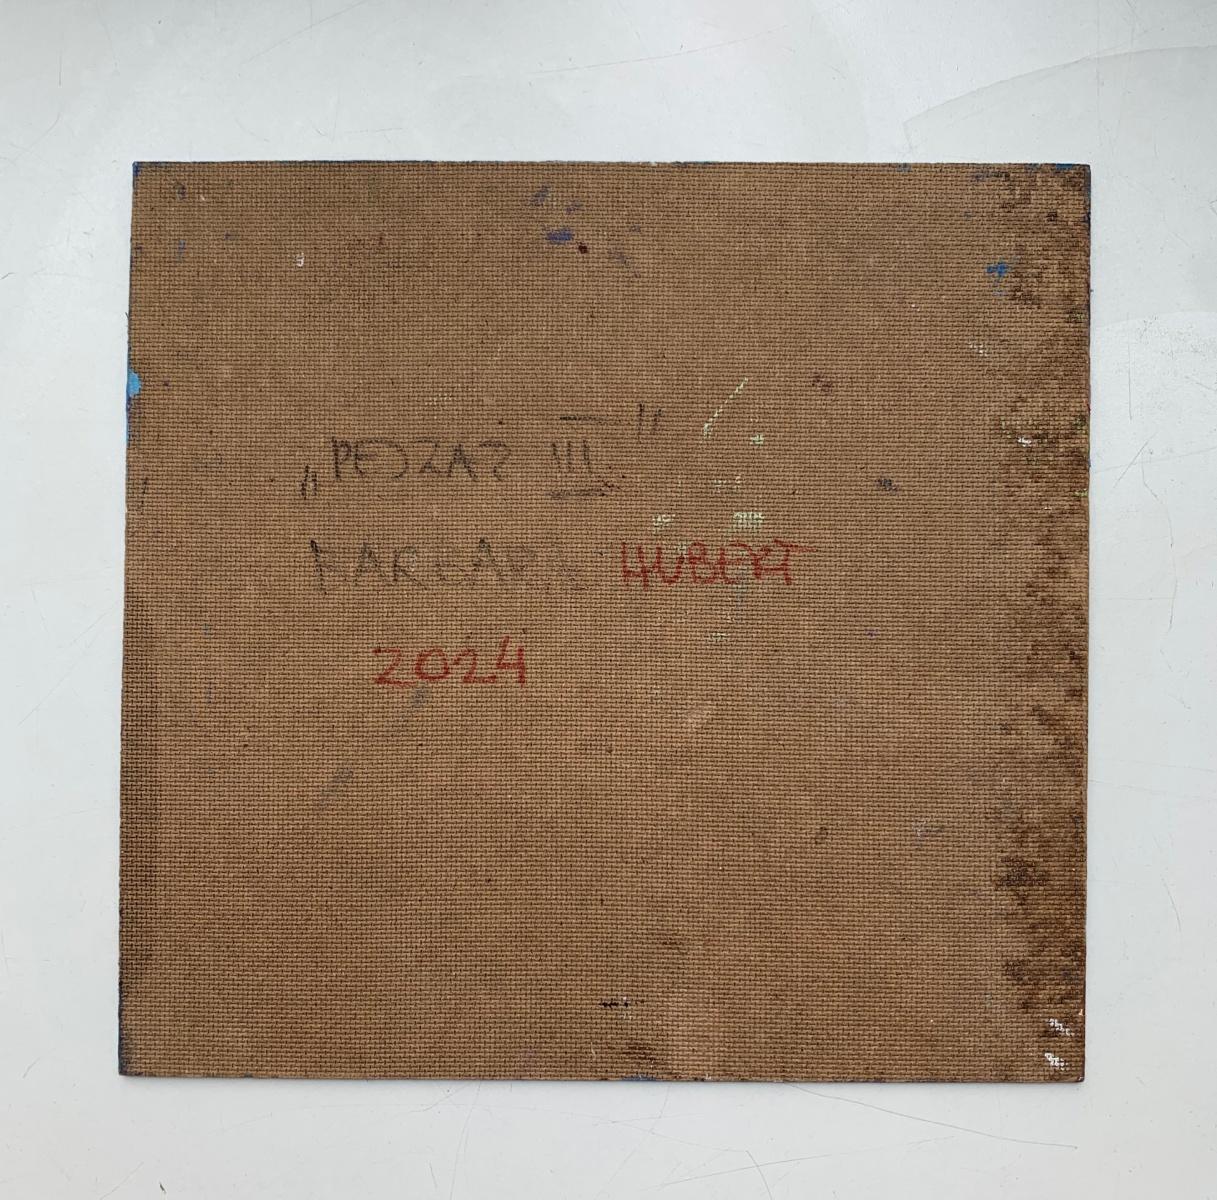 „PEJZAŻ III"
BARBARA HUBERT
2024